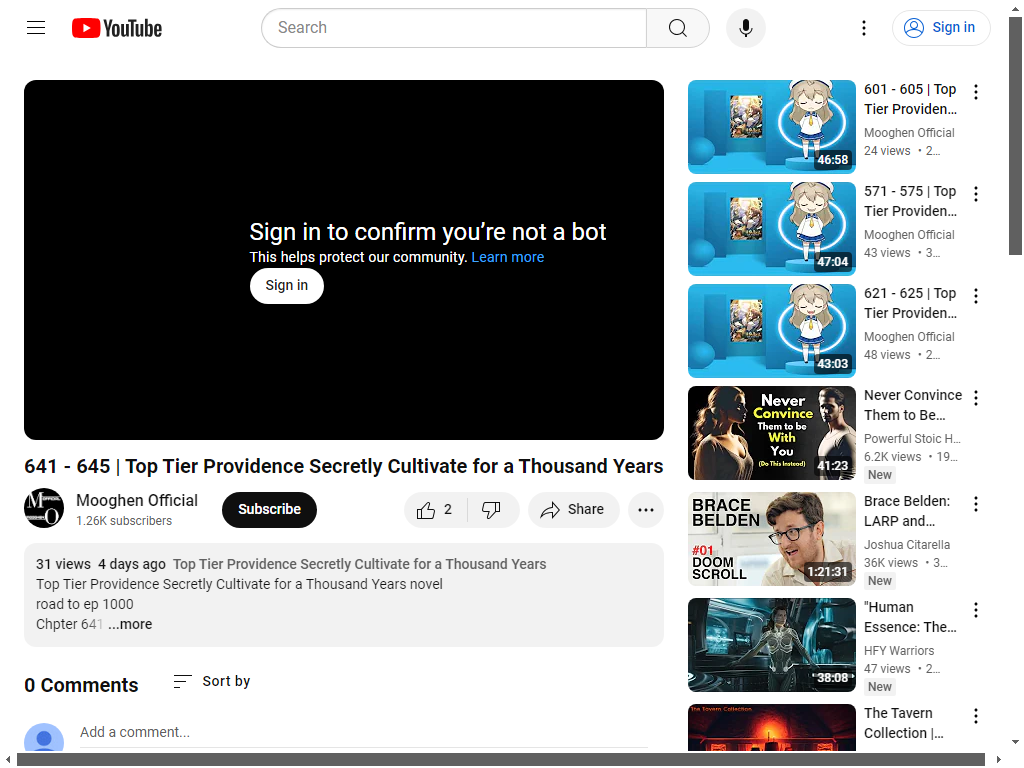 YouTube
Search
Sign in
Sign in to confirm you’re not a bot
This helps protect our community. Learn more
Sign in
641 - 645 | Top Tier Providence Secretly Cultivate for a Thousand Years
Mooghen Official
1.26K subscribers
Subscribe
2
Share
31 views 4 days ago Top Tier Providence Secretly Cultivate for a Thousand Years
Top Tier Providence Secretly Cultivate for a Thousand Years novel
road to ep 1000
Chpter 641 ...more
0 Comments
Sort by
Add a comment...
46:58
601 - 605 | Top
Tier Providen...
Mooghen Official
24 views • 2...
47:04
571 - 575 | Top
Tier Providen...
Mooghen Official
43 views • 3...
43:03
621 - 625 | Top
Tier Providen...
Mooghen Official
48 views • 2...
Never
Convince
Them to be
With
You
(Do This Instead)
41:23
Never Convince
Them to Be...
Powerful Stoic H...
6.2K views • 19...
New
BRACE
BELDEN
#01
DOOM
SCROLL
1:21:31
Brace Belden:
LARP and...
Joshua Citarella
36K views • 3...
New
38:08
"Human
Essence: The...
HFY Warriors
47 views • 2...
New
The Tavern Collection
The Tavern
Collection |...